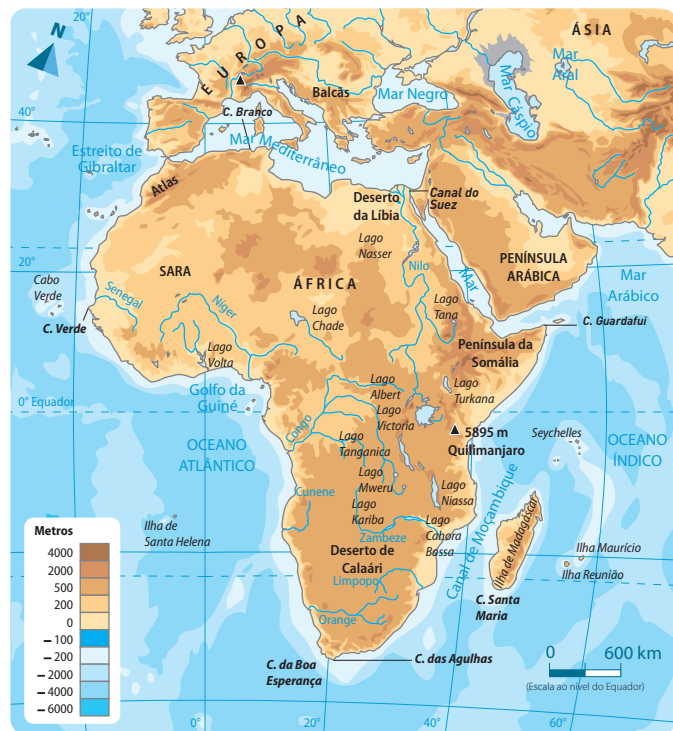 20°
0°
20°
40°
60°
N
EUROPA
ÁSIA
Mar
Aral
Mar Cáspio
Balcãs
Mar Negro
C. Branco
40°
Mar Mediterrâneo
Estreito de
Gibraltar
Atlas
Deserto
da Líbia
Canal do
Suez
Lago
Nasser
20°
SARA
ÁFRICA
Nilo
Mar
PENÍNSULA
ARÁBICA
Mar
Arábico
Cabo
Verde
Senegal
C. Verde
Níger
Lago
Chade
Lago
Tana
C. Guardafui
Lago
Volta
Península da
Somália
Golfo da
Guiné
Lago
Albert
Lago
Turkana
0° Equador
Lago
Victoria
Congo
5895 m
Quilimanjaro
Seychelles
OCEANO
ATLÂNTICO
OCEANO
ÍNDICO
Lago
Tanganica
Lago
Mweru
Lago
Niassa
Cunene
Lago
Kariba
Lago
Cahora
Bassa
Zambeze
Canal de Moçambique
Ilha de Madagáscar
Ilha de
Santa Helena
Deserto de
Calaári
Limpopo
Ilha Maurício
Ilha Reunião
C. Santa
Maria
Orange
C. da Boa
Esperança
C. das Agulhas
Metros
4000
2000
500
200
0
– 100
– 200
– 2000
– 4000
– 6000
0 600 km
(Escala ao nível do Equador)
0°
20°
40°
60°